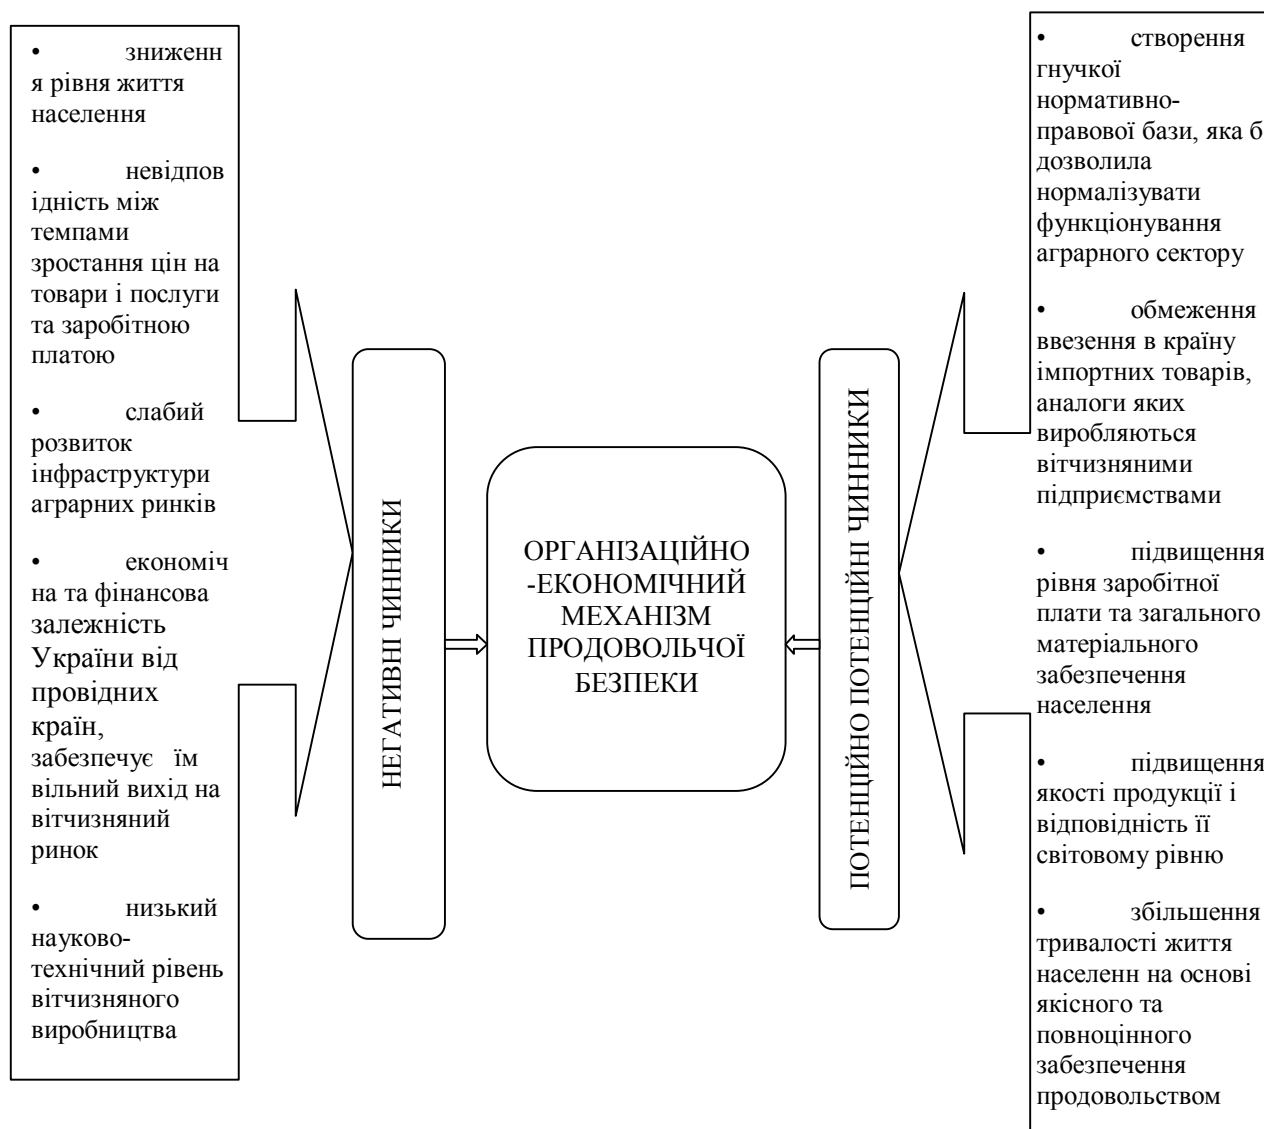 • зниженн
я рівня життя
населення
• невідпов
ідність між
темпами
зростання цін на
товари і послуги
та заробітною
платою
• слабий
розвиток
інфраструктури
аграрних ринків
• економіч
на та фінансова
залежність
України від
провідних
країн,
забезпечує їм
вільний вихід на
вітчизняний
ринок
• низький
науково-
технічний рівень
вітчизняного
виробництва
НЕГАТИВНІ ЧИННИКИ
ОРГАНІЗАЦІЙНО
-ЕКОНОМІЧНИЙ
МЕХАНІЗМ
ПРОДОВОЛЬЧОЇ
БЕЗПЕКИ
ПОТЕНЦІЙНО ПОТЕНЦІЙНІ ЧИННИКИ
• створення
гнучкої
нормативно-
правової бази, яка б
дозволила
нормалізувати
функціонування
аграрного сектору
• обмеження
ввезення в країну
імпортних товарів,
аналоги яких
виробляються
вітчизняними
підприємствами
• підвищення
рівня заробітної
плати та загального
матеріального
забезпечення
населення
• підвищення
якості продукції і
відповідність її
світовому рівню
• збільшення
тривалості життя
населенн на основі
якісного та
повноцінного
забезпечення
продовольством